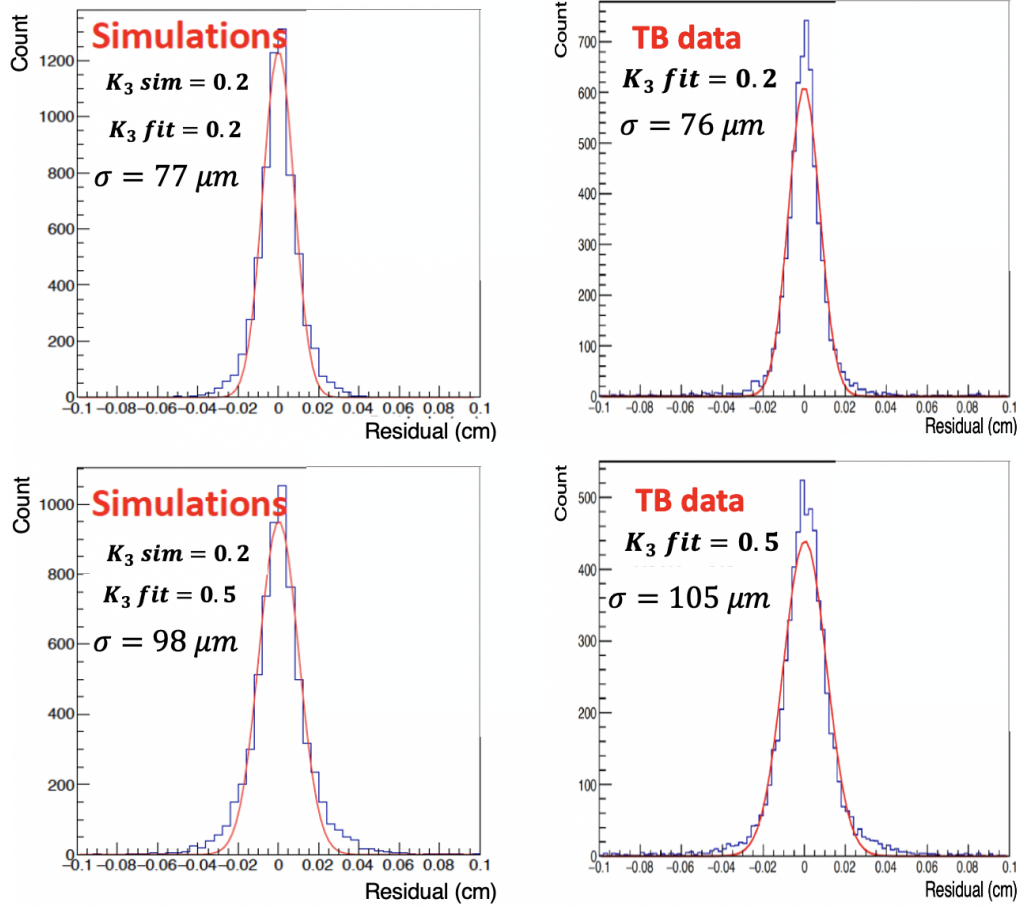 Count
Simulations
K₃ sim = 0.2
K₃ fit = 0.2
σ = 77 μm
1200
1000
800
600
400
200
0
−0.1 −0.08 −0.06 −0.04 −0.02 0 0.02 0.04 0.06 0.08 0.1
Residual (cm)
Count
TB data
K₃ fit = 0.2
σ = 76 μm
700
600
500
400
300
200
100
0
−0.1 −0.08 −0.06 −0.04 −0.02 0 0.02 0.04 0.06 0.08 0.1
Residual (cm)
Count
Simulations
K₃ sim = 0.2
K₃ fit = 0.5
σ = 98 μm
1000
800
600
400
200
0
−0.1 −0.08 −0.06 −0.04 −0.02 0 0.02 0.04 0.06 0.08 0.1
Residual (cm)
Count
TB data
K₃ fit = 0.5
σ = 105 μm
500
400
300
200
100
0
−0.1 −0.08 −0.06 −0.04 −0.02 0 0.02 0.04 0.06 0.08 0.1
Residual (cm)